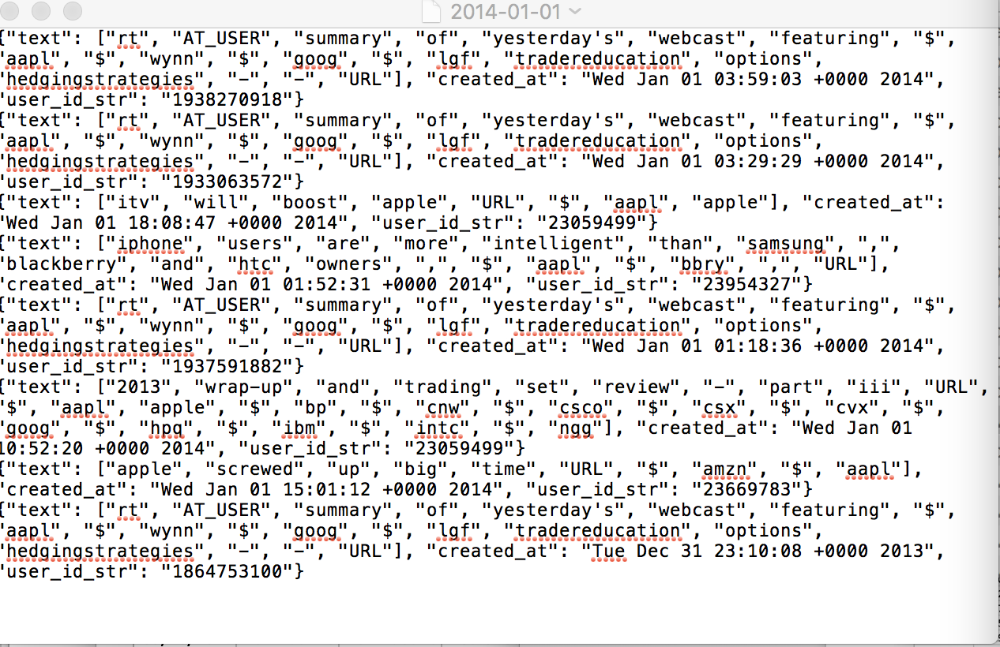 2014-01-01
{"text": ["rt", "AT_USER", "summary", "of", "yesterday's", "webcast", "featuring", "$",
"aapl", "$", "wynn", "$", "goog", "$", "lgf", "tradereducation", "options",
"hedgingstrategies", "-", "-", "URL"], "created_at": "Wed Jan 01 03:59:03 +0000 2014",
"user_id_str": "1938270918"}
{"text": ["rt", "AT_USER", "summary", "of", "yesterday's", "webcast", "featuring", "$",
"aapl", "$", "wynn", "$", "goog", "$", "lgf", "tradereducation", "options",
"hedgingstrategies", "-", "-", "URL"], "created_at": "Wed Jan 01 03:29:29 +0000 2014",
"user_id_str": "1933063572"}
{"text": ["itv", "will", "boost", "apple", "URL", "$", "aapl", "apple"], "created_at":
"Wed Jan 01 18:08:47 +0000 2014", "user_id_str": "23059499"}
{"text": ["iphone", "users", "are", "more", "intelligent", "than", "samsung", ",",
"blackberry", "and", "htc", "owners", ",", "$", "aapl", "$", "bbry", ",", "URL"],
"created_at": "Wed Jan 01 01:52:31 +0000 2014", "user_id_str": "23954327"}
{"text": ["rt", "AT_USER", "summary", "of", "yesterday's", "webcast", "featuring", "$",
"aapl", "$", "wynn", "$", "goog", "$", "lgf", "tradereducation", "options",
"hedgingstrategies", "-", "-", "URL"], "created_at": "Wed Jan 01 01:18:36 +0000 2014",
"user_id_str": "1937591882"}
{"text": ["2013", "wrap-up", "and", "trading", "set", "review", "-", "part", "iii", "URL",
"$", "aapl", "apple", "$", "bp", "$", "cnw", "$", "csco", "$", "csx", "$", "cvx", "$",
"goog", "$", "hpq", "$", "ibm", "$", "intc", "$", "ngg"], "created_at": "Wed Jan 01
10:52:20 +0000 2014", "user_id_str": "23059499"}
{"text": ["apple", "screwed", "up", "big", "time", "URL", "$", "amzn", "$", "aapl"],
"created_at": "Wed Jan 01 15:01:12 +0000 2014", "user_id_str": "23669783"}
{"text": ["rt", "AT_USER", "summary", "of", "yesterday's", "webcast", "featuring", "$",
"aapl", "$", "wynn", "$", "goog", "$", "lgf", "tradereducation", "options",
"hedgingstrategies", "-", "-", "URL"], "created_at": "Tue Dec 31 23:10:08 +0000 2013",
"user_id_str": "1864753100"}